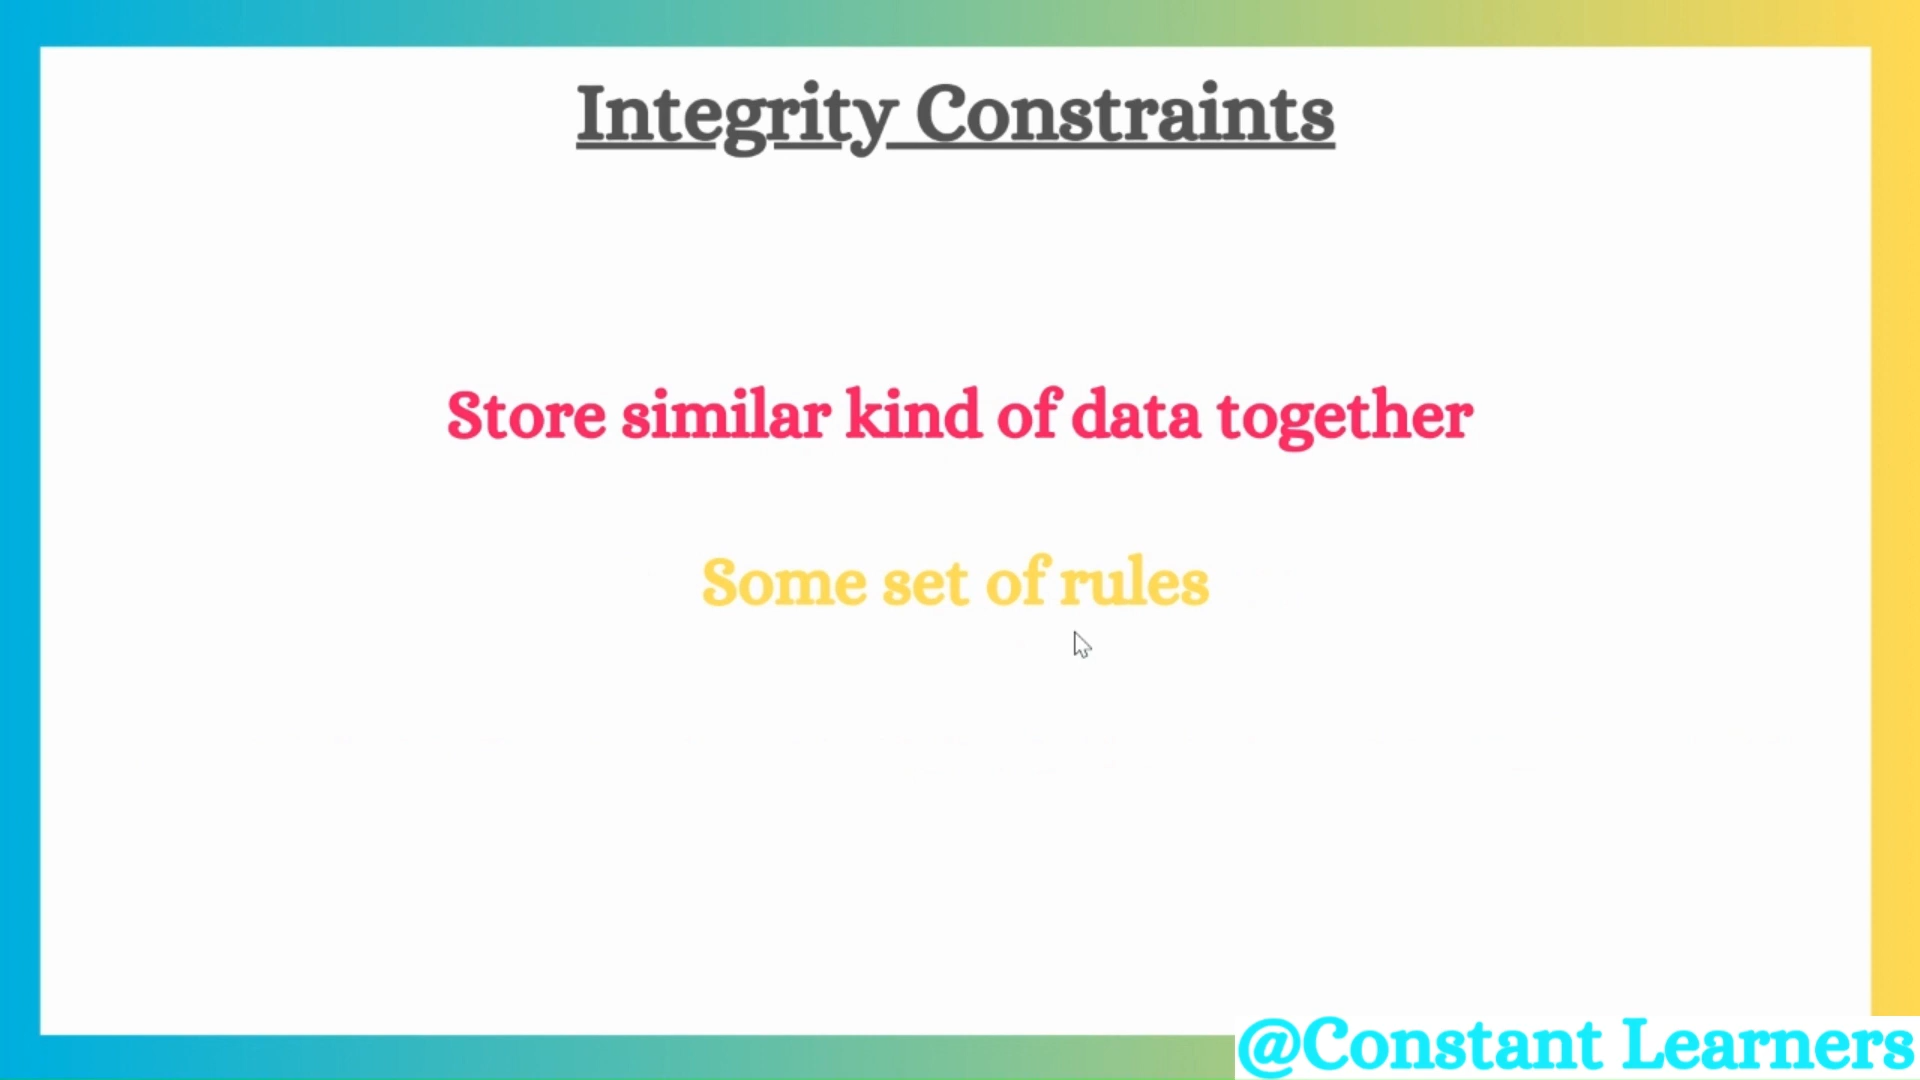 Integrity Constraints
Store similar kind of data together
Some set of rules
@Constant Learners